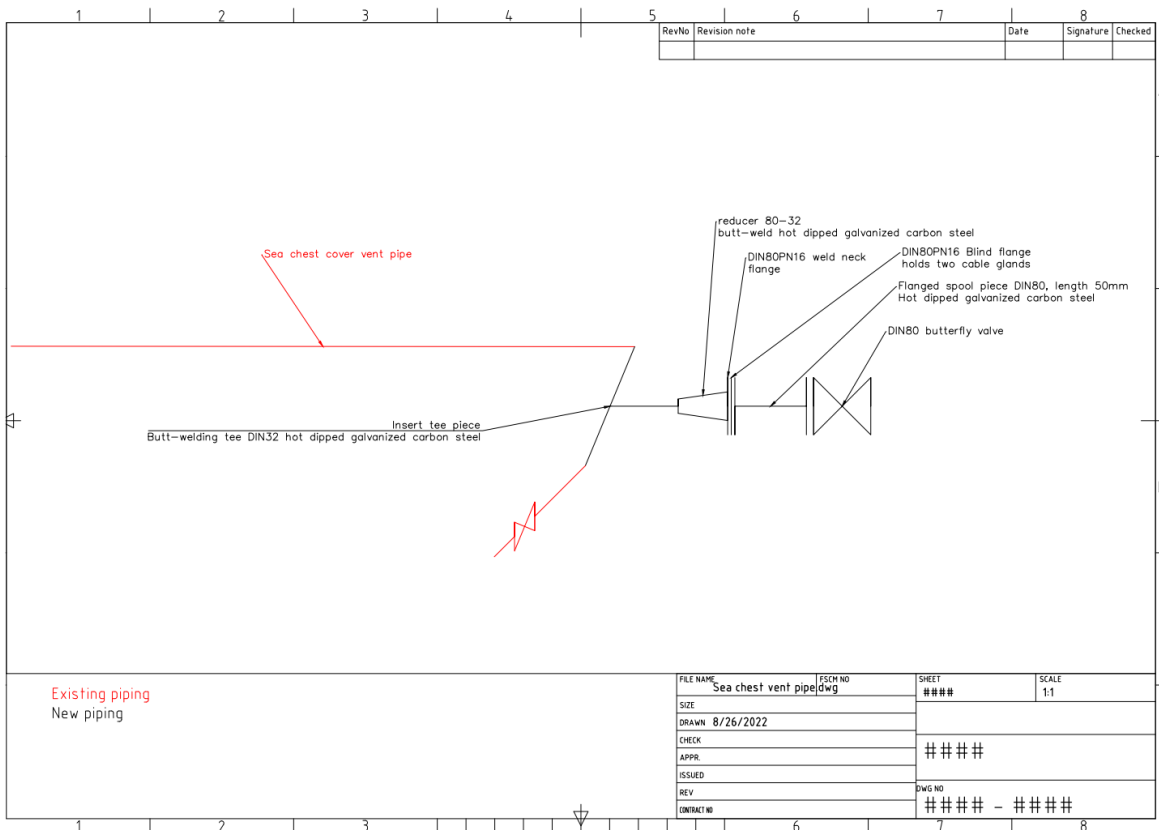 1 2 3 4 5 6 7 8
RevNo Revision note Date Signature Checked
reducer 80-32
butt-weld hot dipped galvanized carbon steel
Sea chest cover vent pipe
DIN80PN16 weld neck
flange
DIN80PN16 Blind flange
holds two cable glands
Flanged spool piece DIN80, length 50mm
Hot dipped galvanized carbon steel
DIN80 butterfly valve
Insert tee piece
Butt-welding tee DIN32 hot dipped galvanized carbon steel
Existing piping
New piping
FILE NAME Sea chest vent pipe.dwg
FSCM NO
SHEET
####
SCALE
1:1
SIZE
DRAWN 8/26/2022
CHECK
APPR.
ISSUED
REV
CONTRACT NO
####
DWG NO
#### - ####
1 2 3 4 5 6 7 8